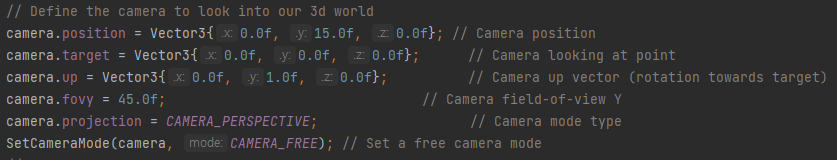 // Define the camera to look into our 3d world
camera.position = Vector3{ .x: 0.0f, .y: 15.0f, .z: 0.0f}; // Camera position
camera.target = Vector3{ .x: 0.0f, .y: 0.0f, .z: 0.0f}; // Camera looking at point
camera.up = Vector3{ .x: 0.0f, .y: 1.0f, .z: 0.0f}; // Camera up vector (rotation towards target)
camera.fovy = 45.0f; // Camera field-of-view Y
camera.projection = CAMERA_PERSPECTIVE; // Camera mode type
SetCameraMode(camera, mode: CAMERA_FREE); // Set a free camera mode